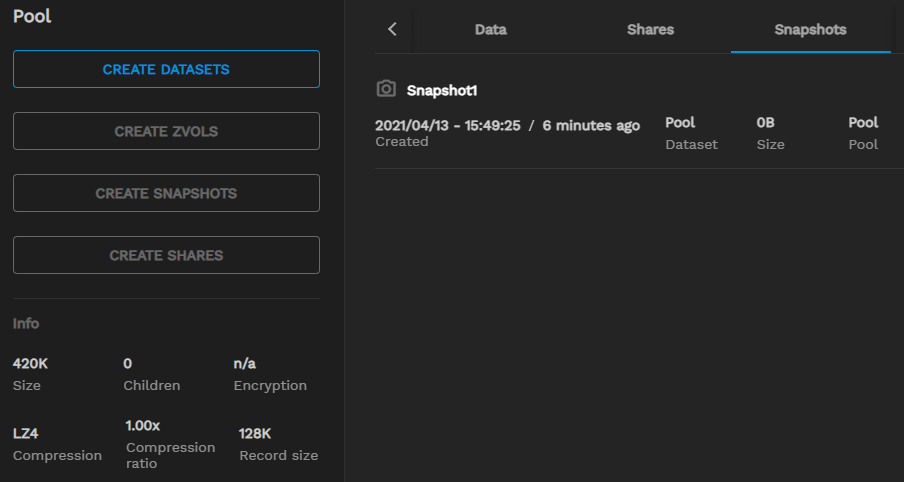 Pool
CREATE DATASETS
CREATE ZVOLS
CREATE SNAPSHOTS
CREATE SHARES
Info
420K
Size
0
Children
n/a
Encryption
LZ4
Compression
1.00x
Compression
ratio
128K
Record size
Data
Shares
Snapshots
Snapshot1
2021/04/13 - 15:49:25 / 6 minutes ago
Created
Pool
Dataset
0B
Size
Pool
Pool